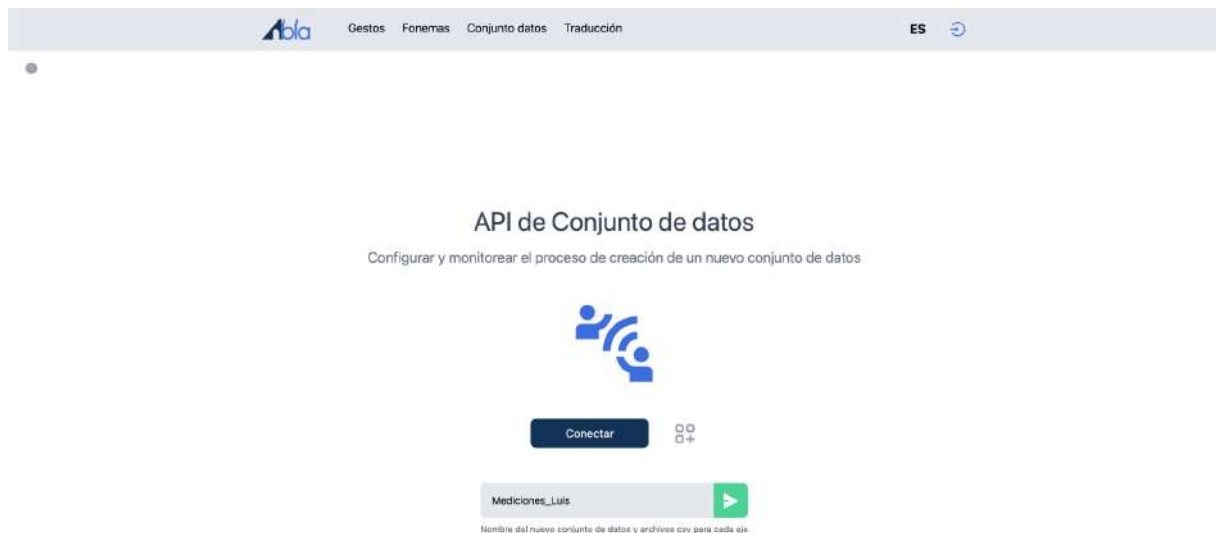 Abla
Gestos Fonemas Conjunto datos Traducción ES
API de Conjunto de datos
Configurar y monitorear el proceso de creación de un nuevo conjunto de datos
Conectar
Mediciones_Luis
Nombre del nuevo conjunto de datos y archivos csv para cada eje